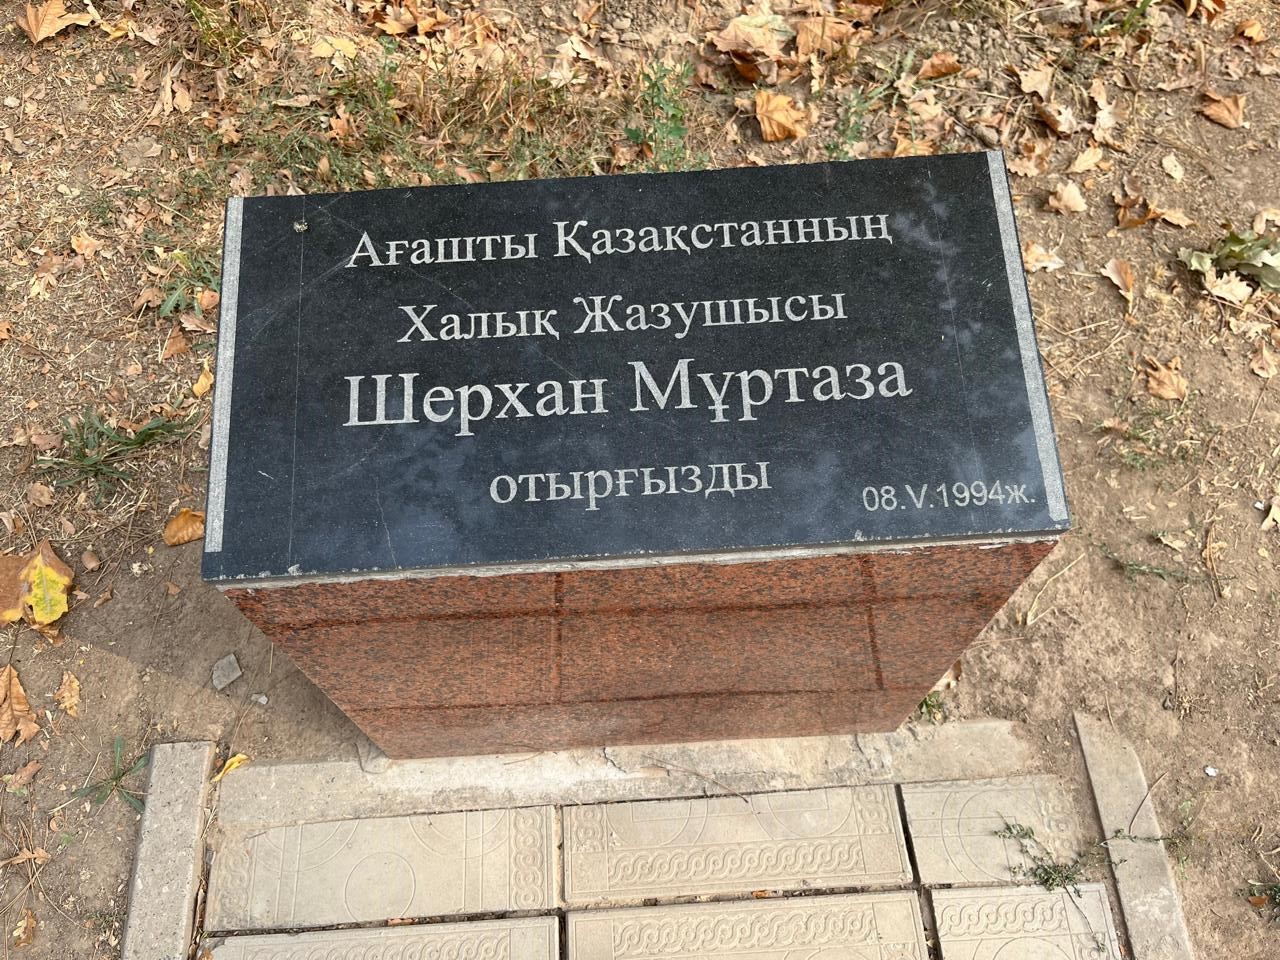 Ағашты Қазақстанның
Халық Жазушысы
Шерхан Мұртаза
отырғызды
08.V.1994ж.